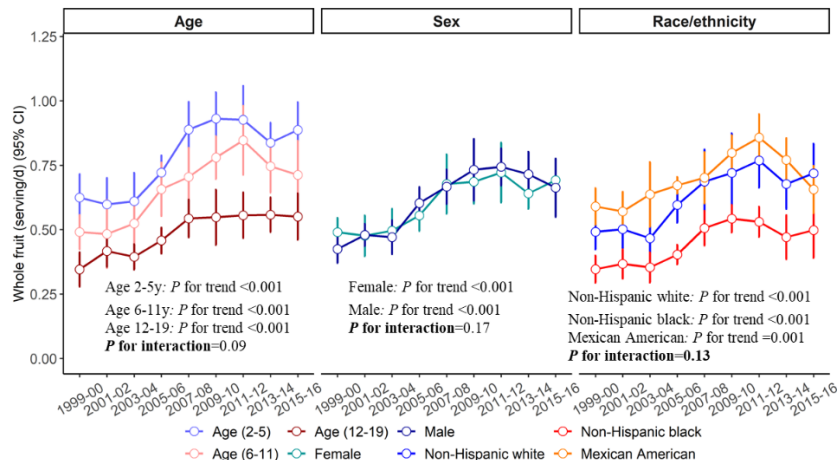 Age
Sex
Race/ethnicity
Whole fruit (serving/d) (95% CI)
1.25
1.00
0.75
0.50
0.25
0.00
Age 2-5y: P for trend <0.001
Age 6-11y: P for trend <0.001
Age 12-19: P for trend <0.001
P for interaction=0.09
Female: P for trend <0.001
Male: P for trend <0.001
P for interaction=0.17
Non-Hispanic white: P for trend <0.001
Non-Hispanic black: P for trend <0.001
Mexican American: P for trend =0.001
P for interaction=0.13
1999-00 2001-02 2003-04 2005-06 2007-08 2009-10 2011-12 2013-14 2015-16
1999-00 2001-02 2003-04 2005-06 2007-08 2009-10 2011-12 2013-14 2015-16
1999-00 2001-02 2003-04 2005-06 2007-08 2009-10 2011-12 2013-14 2015-16
Age (2-5) Age (12-19) Male Non-Hispanic black
Age (6-11) Female Non-Hispanic white Mexican American